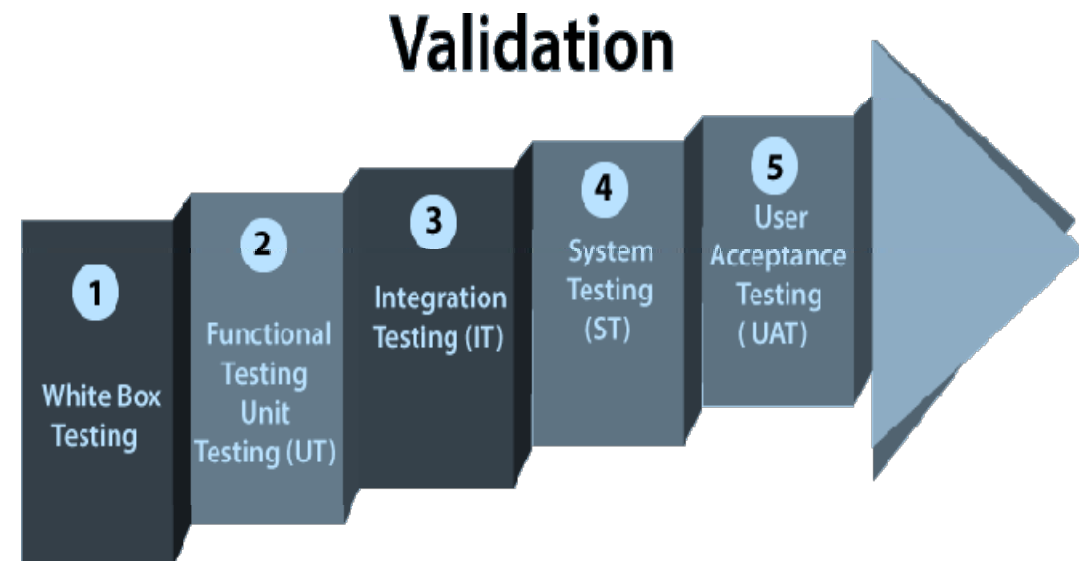 Validation
1
White Box
Testing
2
Functional
Testing
Unit
Testing (UT)
3
Integration
Testing (IT)
4
System
Testing
(ST)
5
User
Acceptance
Testing
( UAT)